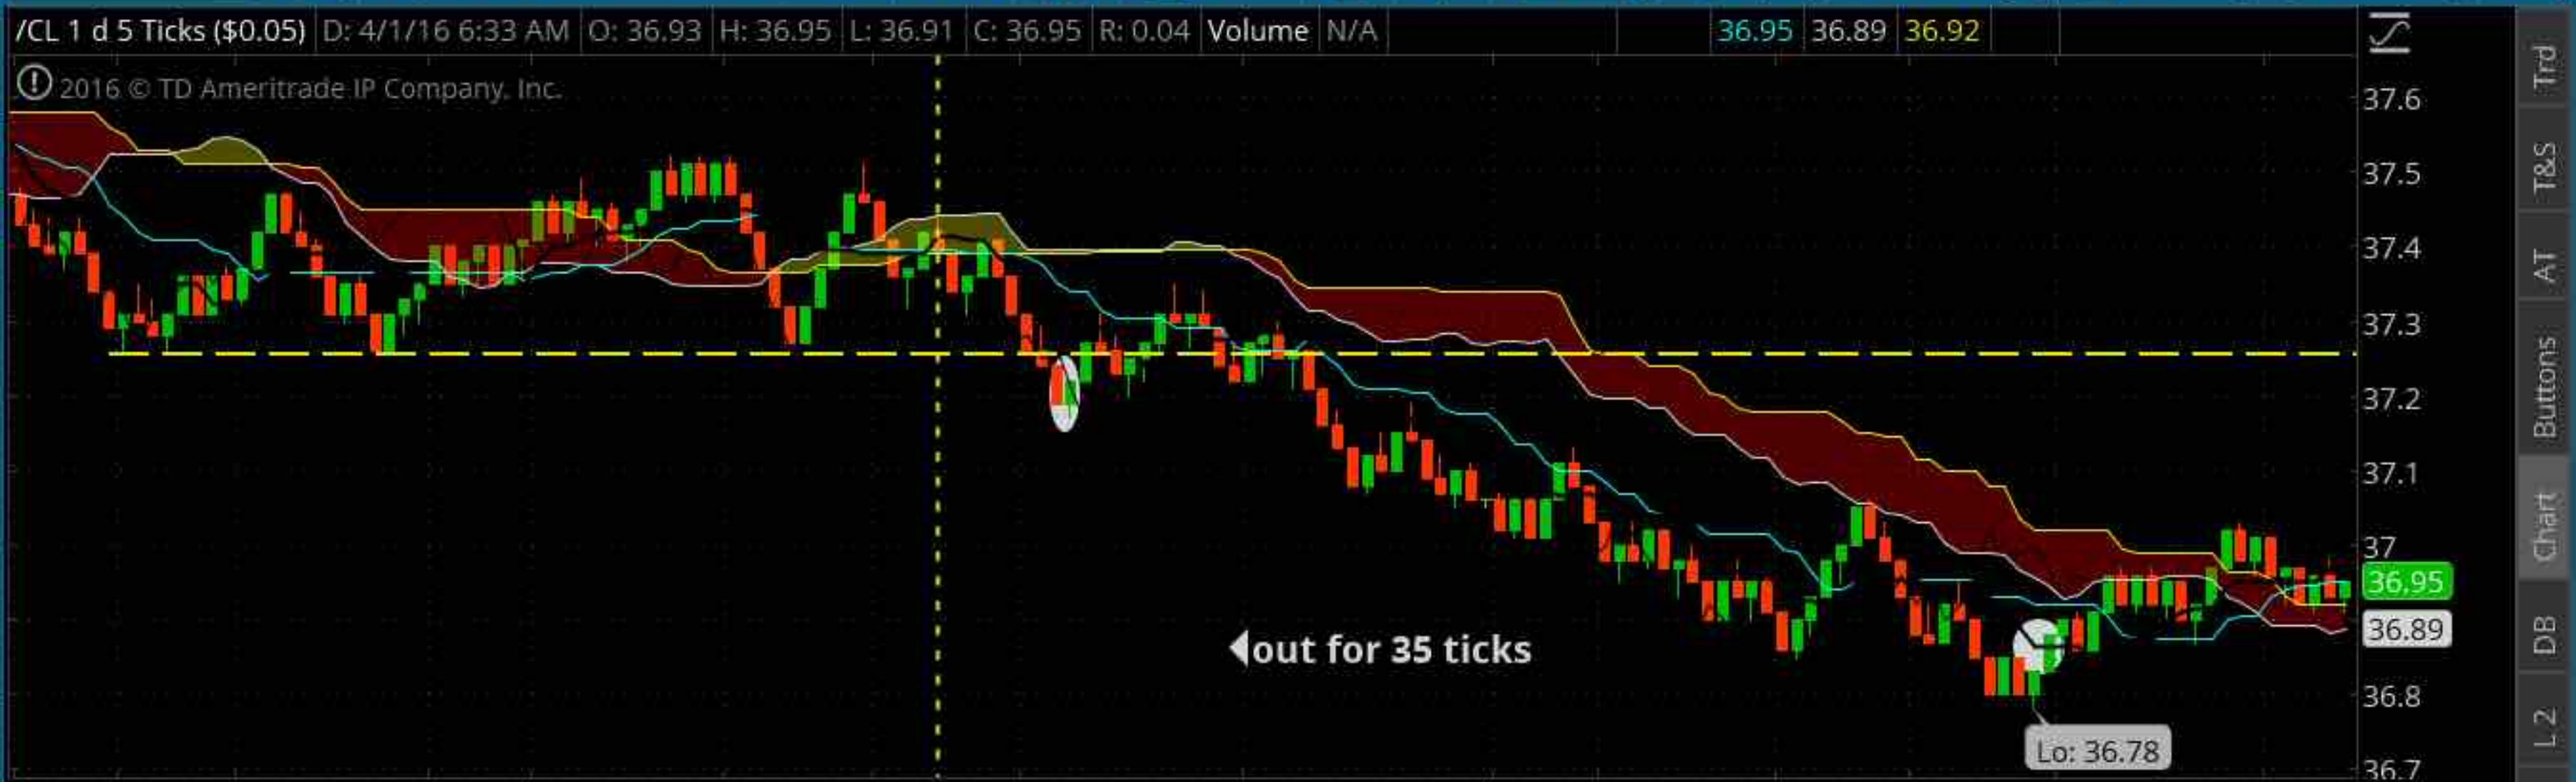 /CL 1 d 5 Ticks ($0.05) D: 4/1/16 6:33 AM O: 36.93 H: 36.95 L: 36.91 C: 36.95 R: 0.04 Volume N/A 36.95 36.89 36.92
2016 © TD Ameritrade IP Company, Inc.
37.6
37.5
37.4
37.3
37.2
37.1
37
36.95
36.89
36.8
36.7
out for 35 ticks
Lo: 36.78
Trd
T&S
AT
Buttons
Chart
DB
L 2